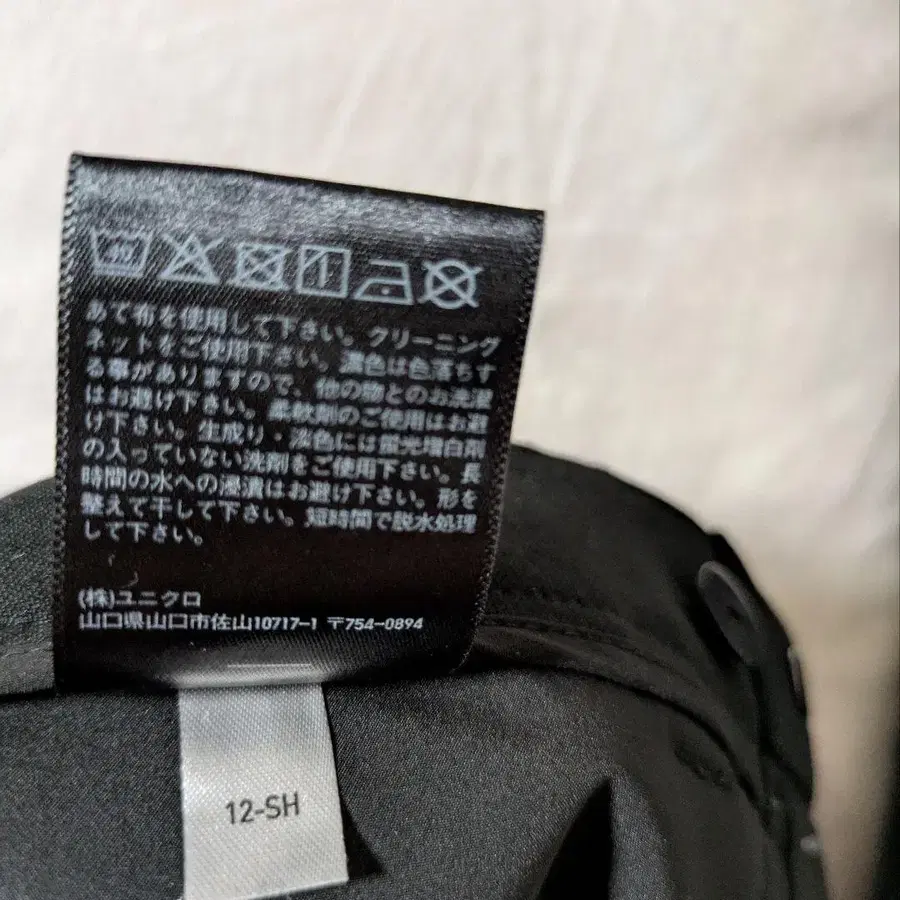 あて布を使用して下さい。クリーニング
ネットをご使用下さい。濃色は色落ちす
る事がありますので、他の物とのお洗濯
はお避け下さい。柔軟剤のご使用はお避
け下さい。生成り・淡色には蛍光増白剤
の入っていない洗剤をご使用下さい。長
時間の水への浸漬はお避け下さい。形を
整えて干して下さい。短時間で脱水処理
して下さい。
(株)ユニクロ
山口県山口市佐山10717-1 〒754-0894
12-SH